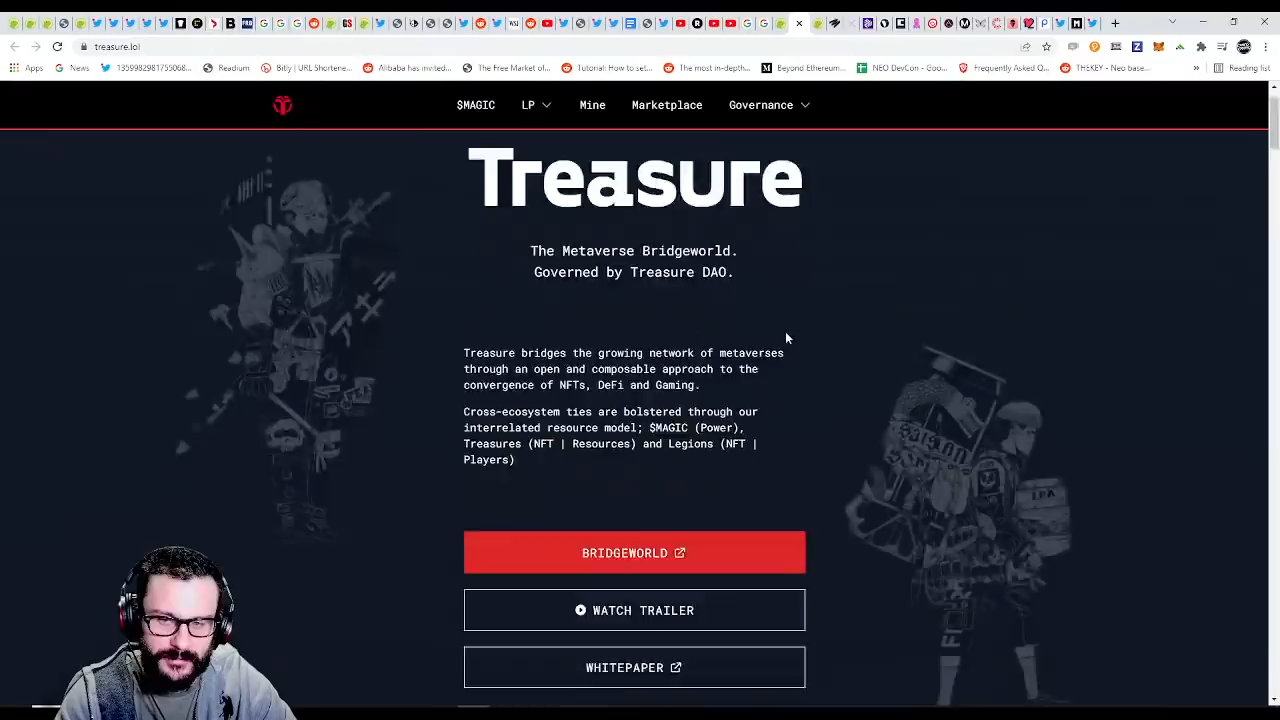 treasure.lol
Apps
News
1359982981755068...
Readium
Bitly | URL Shortene...
Alibaba has invited...
The Free Market of...
Tutorial: How to set...
The most in-depth...
Beyond Ethereum...
NEO DevCon - Goo...
Frequently Asked Q...
THEKEY - Neo base...
»
Reading list
$MAGIC
LP
Mine
Marketplace
Governance
Treasure
The Metaverse Bridgeworld.
Governed by Treasure DAO.
Treasure bridges the growing network of metaverses
through an open and composable approach to the
convergence of NFTs, DeFi and Gaming.
Cross-ecosystem ties are bolstered through our
interrelated resource model; $MAGIC (Power),
Treasures (NFT | Resources) and Legions (NFT |
Players)
BRIDGEWORLD
WATCH TRAILER
WHITEPAPER